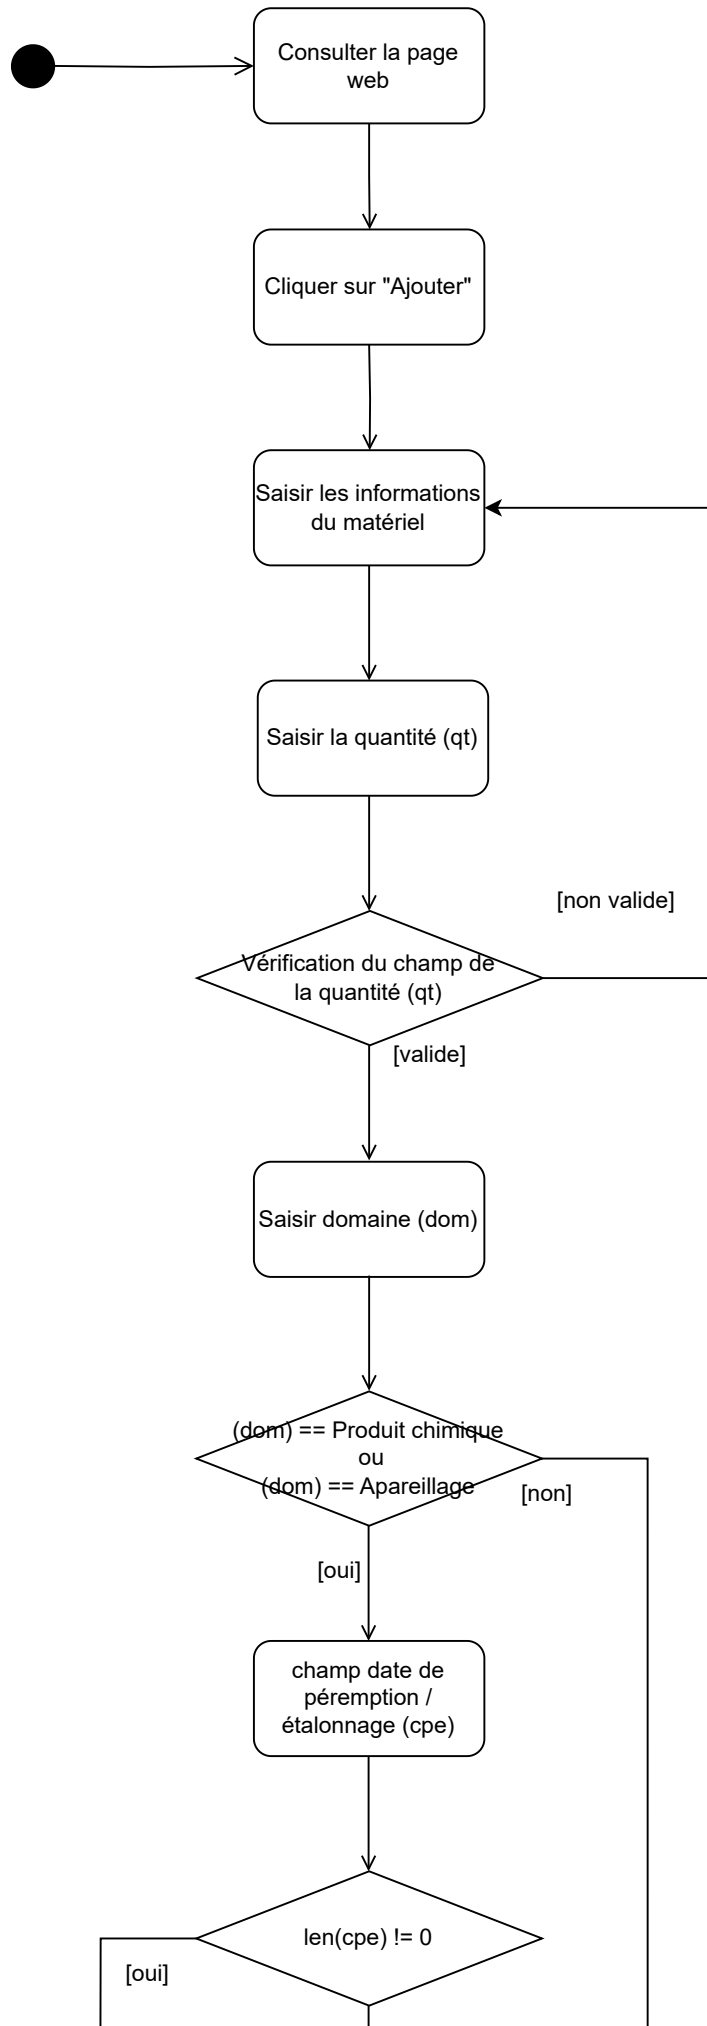 Consulter la page
web
Cliquer sur "Ajouter"
Saisir les informations
du matériel
Saisir la quantité (qt)
[non valide]
Vérification du champ de
la quantité (qt)
[valide]
Saisir domaine (dom)
(dom) == Produit chimique
ou
(dom) == Apareillage
[non]
[oui]
champ date de
péremption /
étalonnage (cpe)
len(cpe) != 0
[oui]